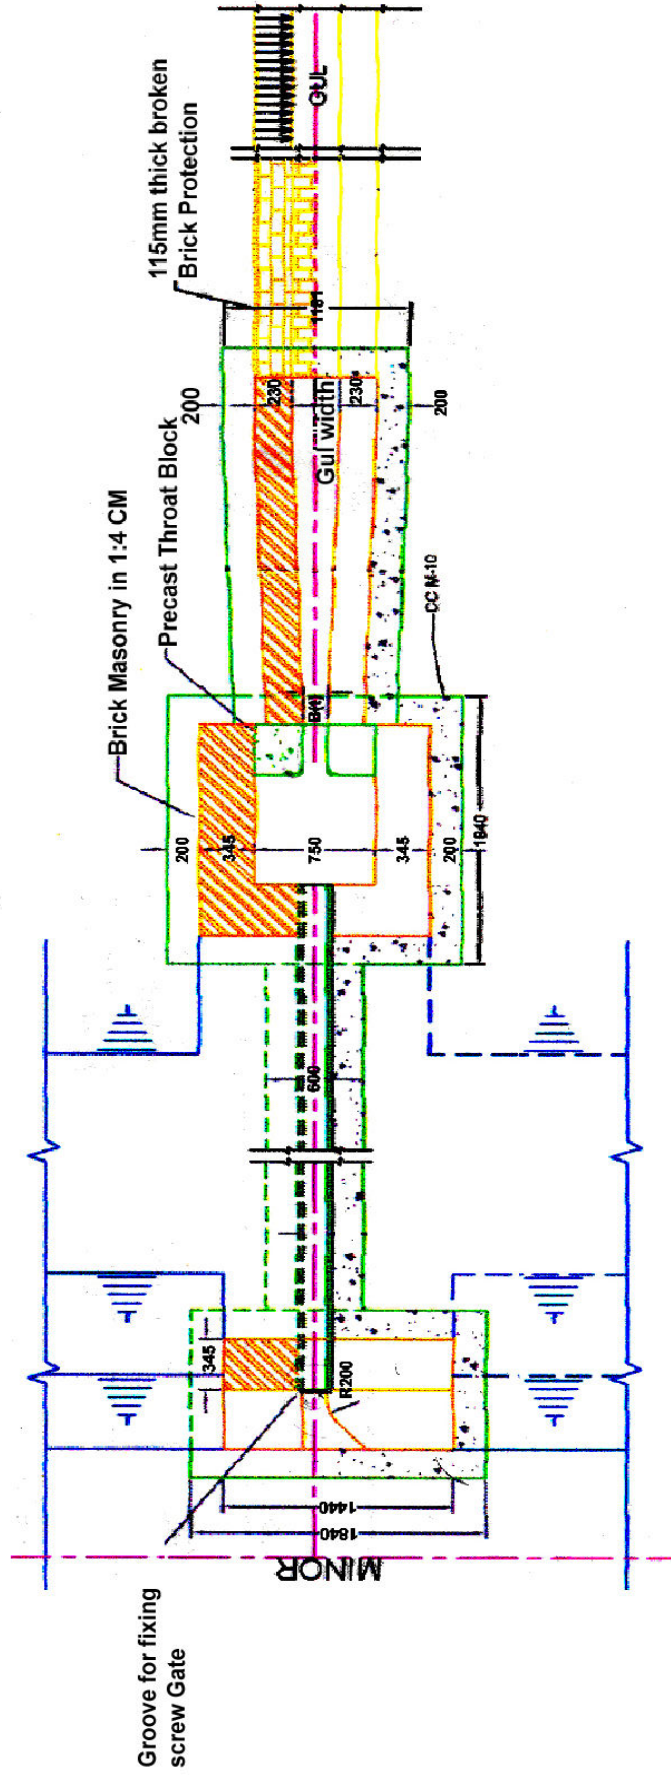 115mm thick broken
Brick Protection
GUL
1181
200
230
Gul width
230
200
Brick Masonry in 1:4 CM
Precast Throat Block
CC M-10
B(t)
200
345
750
345
200
1840
600
345
R200
1440
1840
MINOR
Groove for fixing
screw Gate